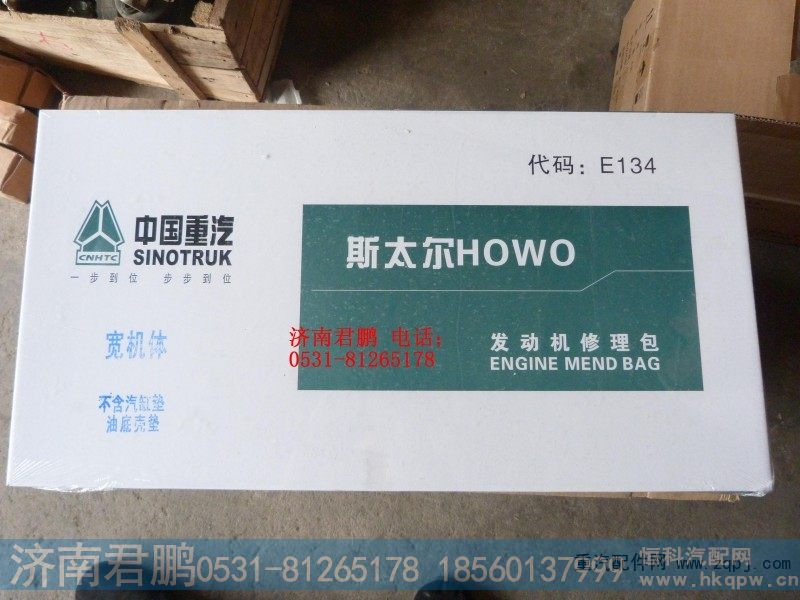 代码：E134
CNHTC
中国重汽
SINOTRUK
一步到位 步步到位
斯太尔HOWO
宽机体
济南君鹏 电话；
0531-81265178
发动机修理包
ENGINE MEND BAG
不含汽缸垫
油底壳垫
济南君鹏0531-81265178 18560137999
重汽配件网 www.zqpj.com
恒科汽配网
www.hkqpw.cn